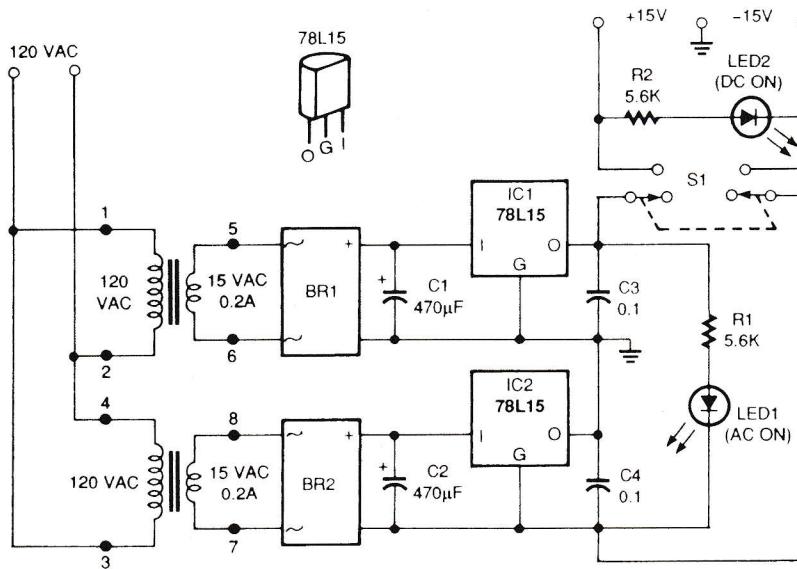 120 VAC
78L15
O G I
+15V
-15V
R2
5.6K
LED2
(DC ON)
S1
1
2
120
VAC
5
6
15 VAC
0.2A
~
~
BR1
+
-
+
C1
470µF
IC1
78L15
I
O
G
C3
0.1
R1
5.6K
LED1
(AC ON)
4
3
120 VAC
8
7
15 VAC
0.2A
~
~
BR2
+
-
+
C2
470µF
IC2
78L15
I
O
G
C4
0.1